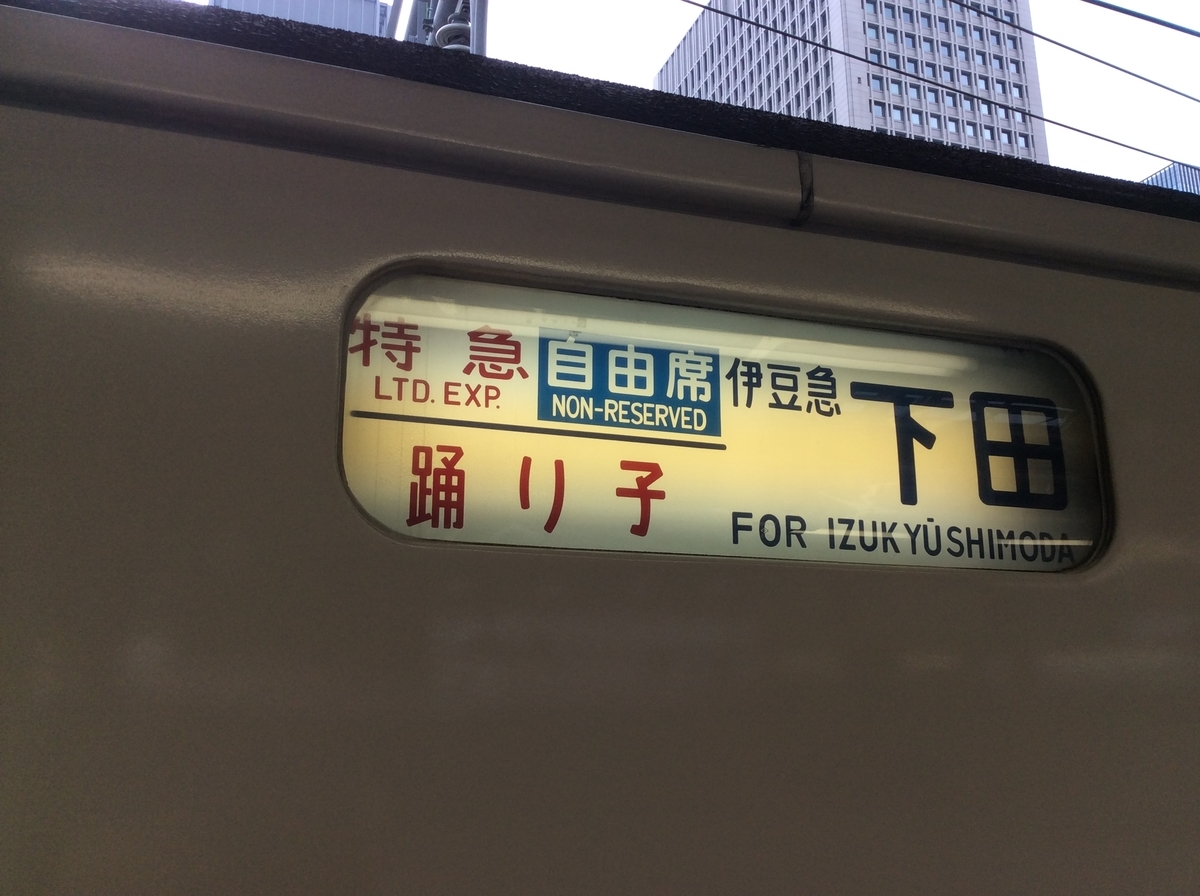 特急
LTD. EXP.
自由席
NON-RESERVED
踊り子
伊豆急下田
FOR IZUKYŪSHIMODA